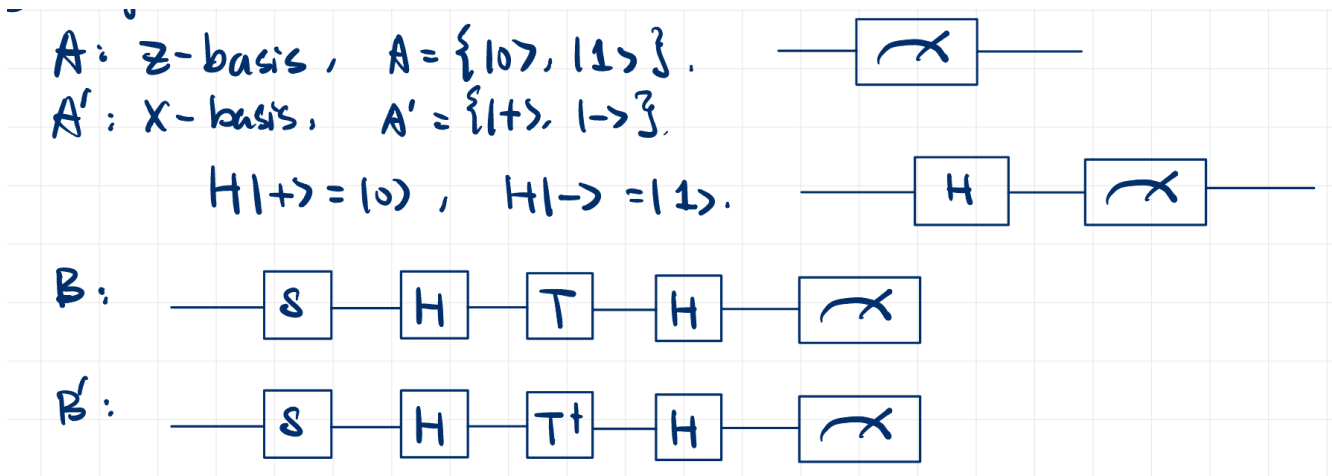 A: Z-basis, A = {|0>, |1>}.
A': X-basis, A' = {|+>, |->}.
H|+> = |0>, H|-> = |1>. H
B: S H T H
B': S H T† H